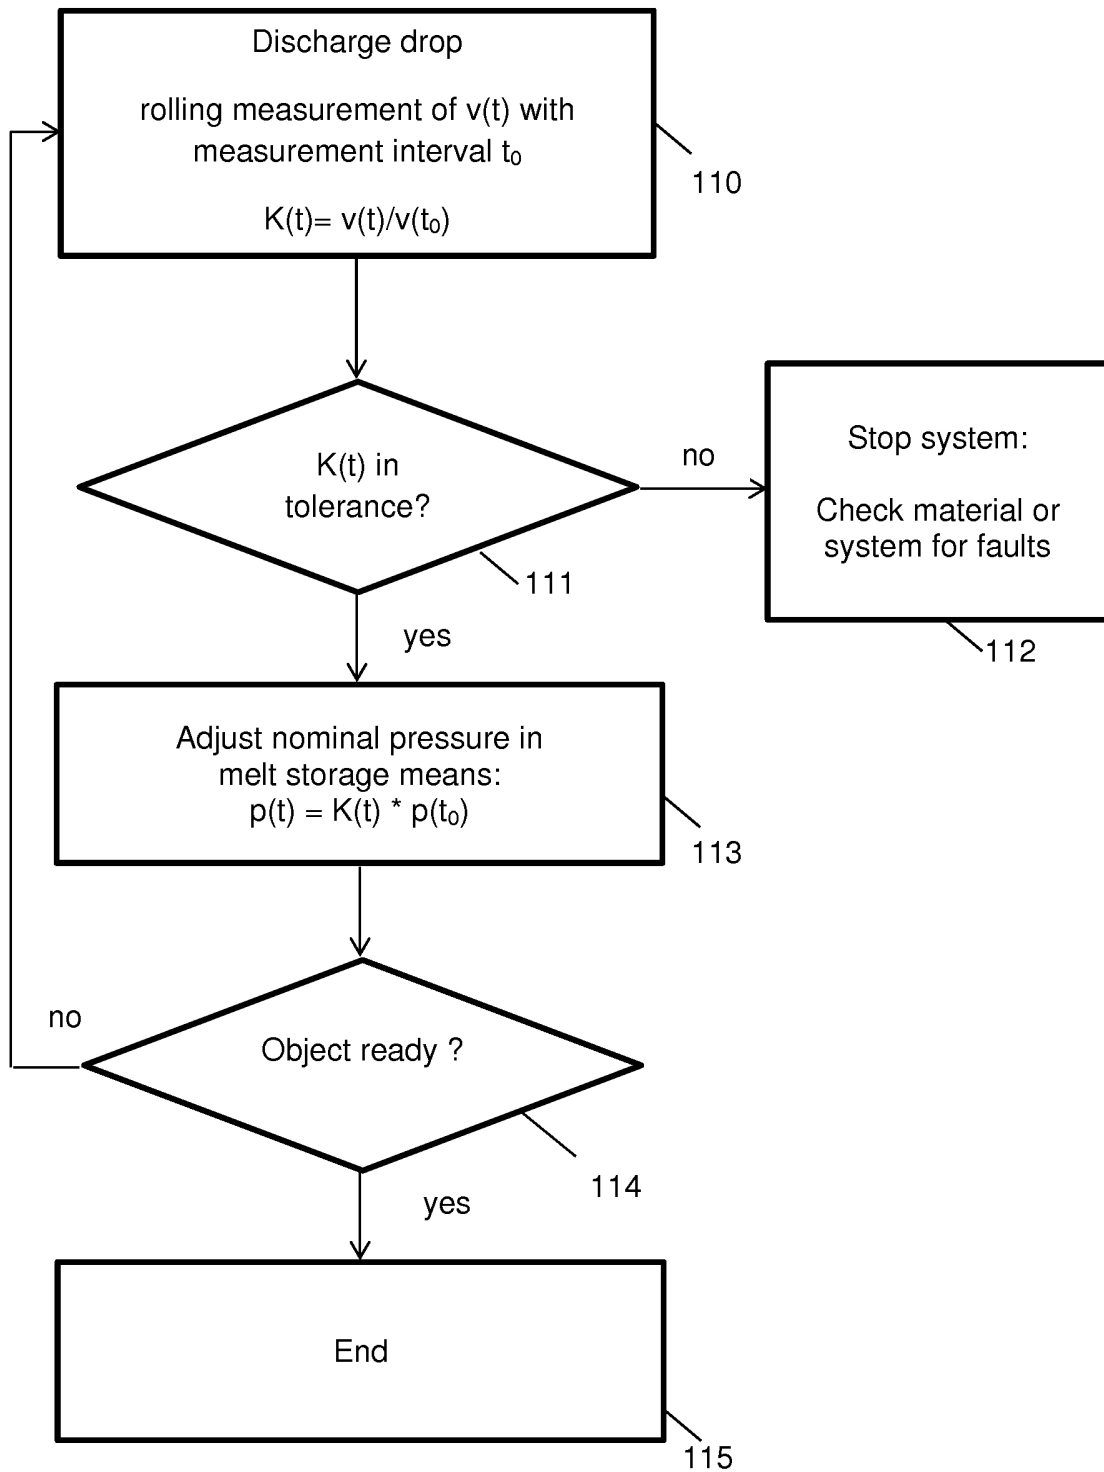 Discharge drop
rolling measurement of v(t) with
measurement interval t₀
K(t)= v(t)/v(t₀)
110
K(t) in
tolerance?
111
no
Stop system:
Check material or
system for faults
112
yes
Adjust nominal pressure in
melt storage means:
p(t) = K(t) * p(t₀)
113
no
Object ready ?
114
yes
End
115